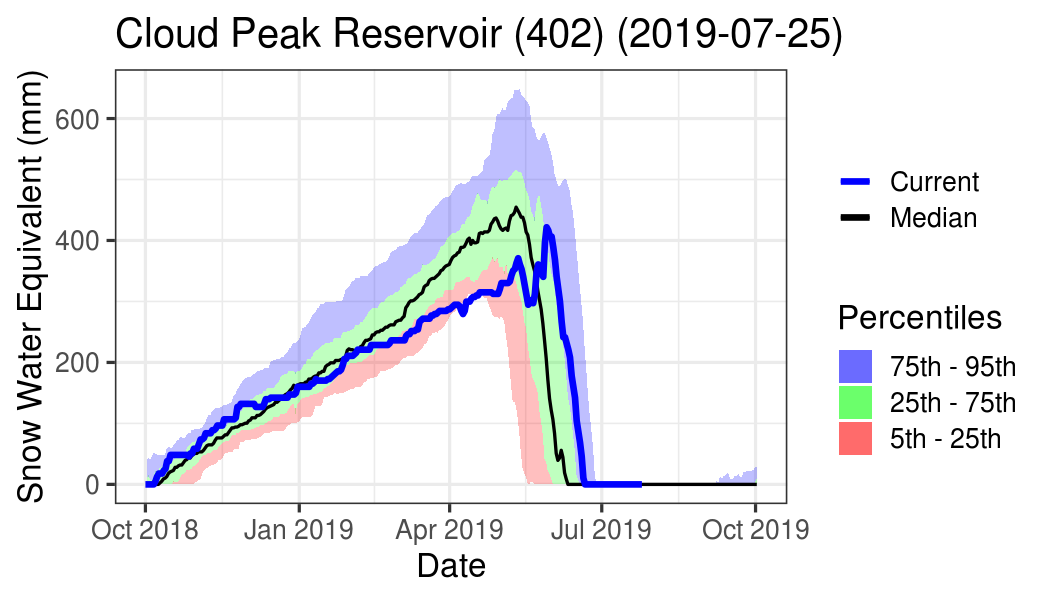 Cloud Peak Reservoir (402) (2019-07-25)
Snow Water Equivalent (mm)
600
400
200
0
Oct 2018
Jan 2019
Apr 2019
Jul 2019
Oct 2019
Date
Current
Median
Percentiles
75th - 95th
25th - 75th
5th - 25th